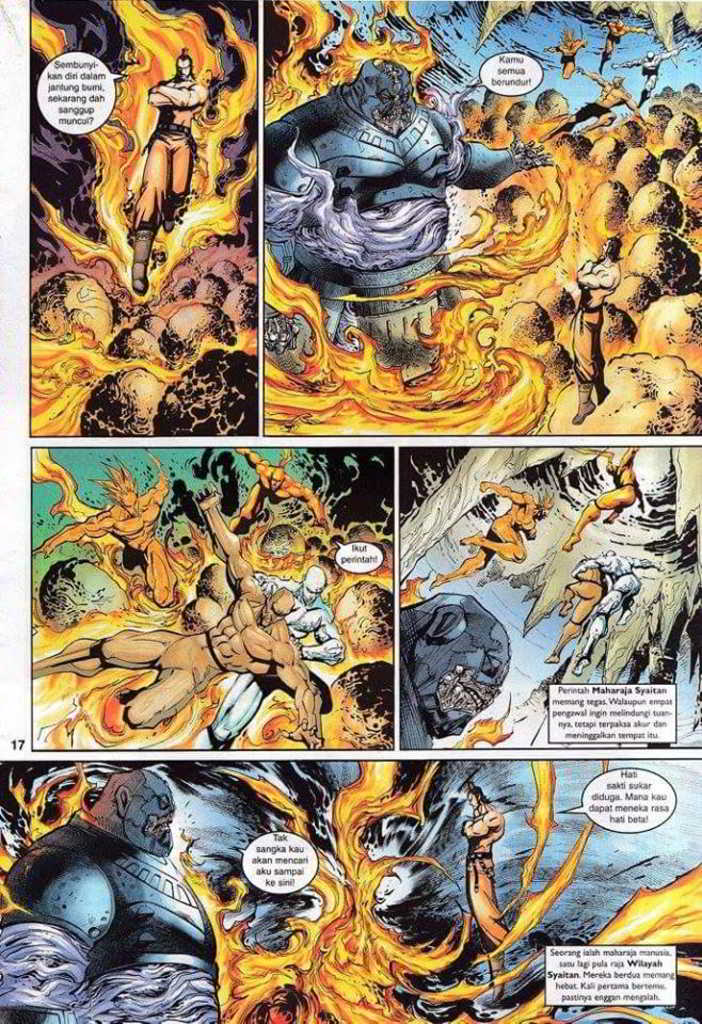 Sembunyi-
kan diri dalam
jantung bumi,
sekarang dah
sanggup
muncul?
Kamu
semua
berundur!
Ikut
perintah!
Perintah Maharaja Syaitan
memang tegas. Walaupun empat
pengawal ingin melindungi tuan-
nya, tetapi terpaksa akur dan
meninggalkan tempat itu.
17
Tak
sangka kau
akan mencari
aku sampai
ke sini!
Hati
sakti sukar
diduga. Mana kau
dapat meneka rasa
hati beta!
Seorang ialah maharaja manusia,
satu lagi pula raja Wilayah
Syaitan. Mereka berdua memang
hebat. Kali pertama bertemu,
pastinya enggan mengalah.